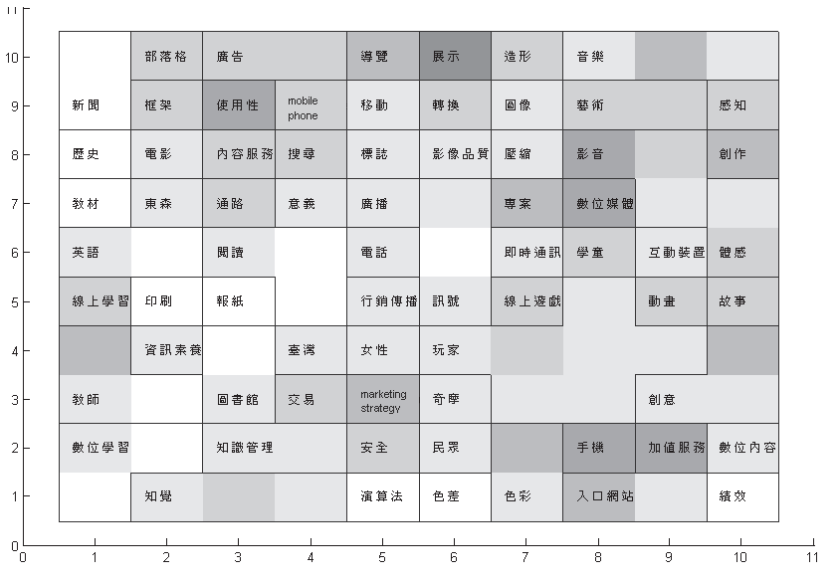 11
10 部落格 廣告 導覽 展示 造形 音樂
9 新聞 框架 使用性 mobile phone 移動 轉換 圖像 藝術 感知
8 歷史 電影 內容服務 搜尋 標誌 影像品質 壓縮 影音 創作
7 教材 東森 通路 意義 廣播 專案 數位媒體
6 英語 閱讀 電話 即時通訊 學童 互動裝置 體感
5 線上學習 印刷 報紙 行銷傳播 訊號 線上遊戲 動畫 故事
4 資訊素養 臺灣 女性 玩家
3 教師 圖書館 交易 marketing strategy 奇摩 創意
2 數位學習 知識管理 安全 民眾 手機 加值服務 數位內容
1 知覺 演算法 色差 色彩 入口網站 績效
0
0 1 2 3 4 5 6 7 8 9 10 11